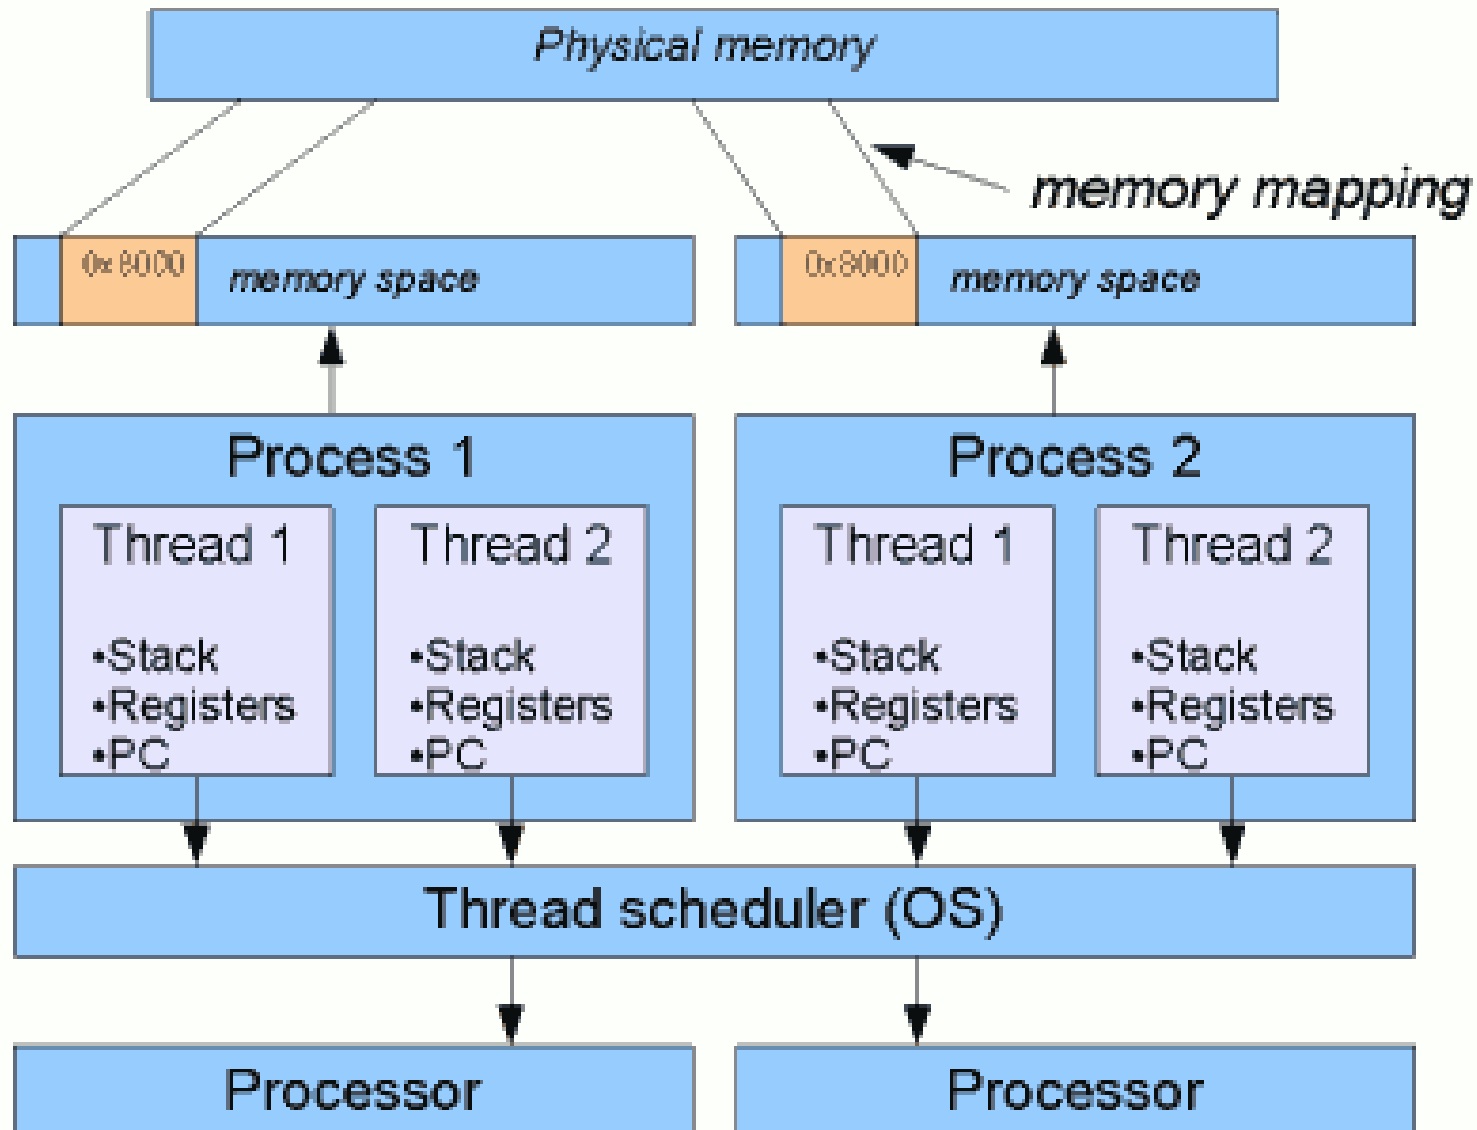 Physical memory
memory mapping
0x8000 memory space
0x8000 memory space
Process 1
Process 2
Thread 1
Thread 2
Thread 1
Thread 2
•Stack
•Registers
•PC
•Stack
•Registers
•PC
•Stack
•Registers
•PC
•Stack
•Registers
•PC
Thread scheduler (OS)
Processor
Processor